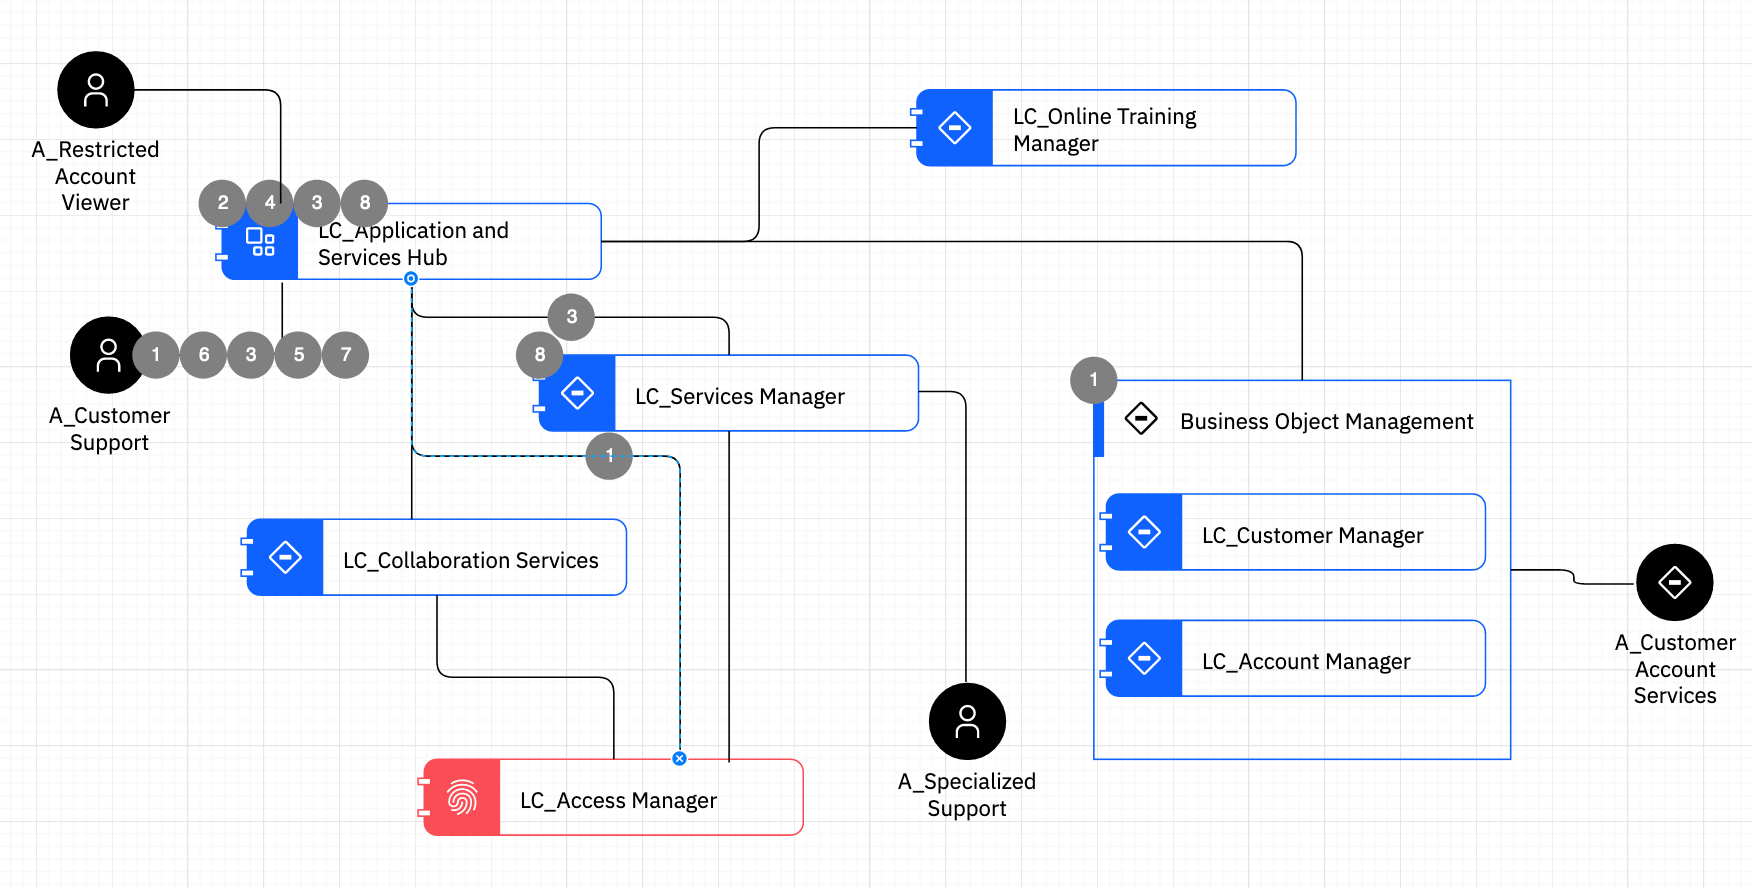 A_Restricted
Account
Viewer
2 4 3 8
LC_Application and
Services Hub
LC_Online Training
Manager
3
1 6 3 5 7
A_Customer
Support
8
LC_Services Manager
1
Business Object Management
1
LC_Collaboration Services
LC_Customer Manager
LC_Account Manager
A_Customer
Account
Services
LC_Access Manager
A_Specialized
Support